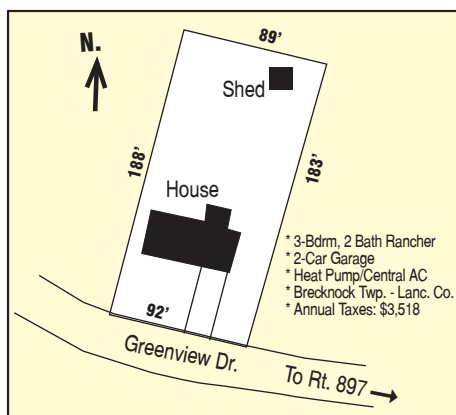 N.
89'
Shed
188'
183'
House
* 3-Bdrm, 2 Bath Rancher
* 2-Car Garage
* Heat Pump/Central AC
* Brecknock Twp. - Lanc. Co.
* Annual Taxes: $3,518
92'
Greenview Dr.
To Rt. 897